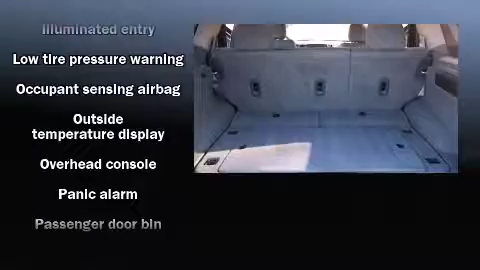 Illuminated entry
Low tire pressure warning
Occupant sensing airbag
Outside
temperature display
Overhead console
Panic alarm
Passenger door bin